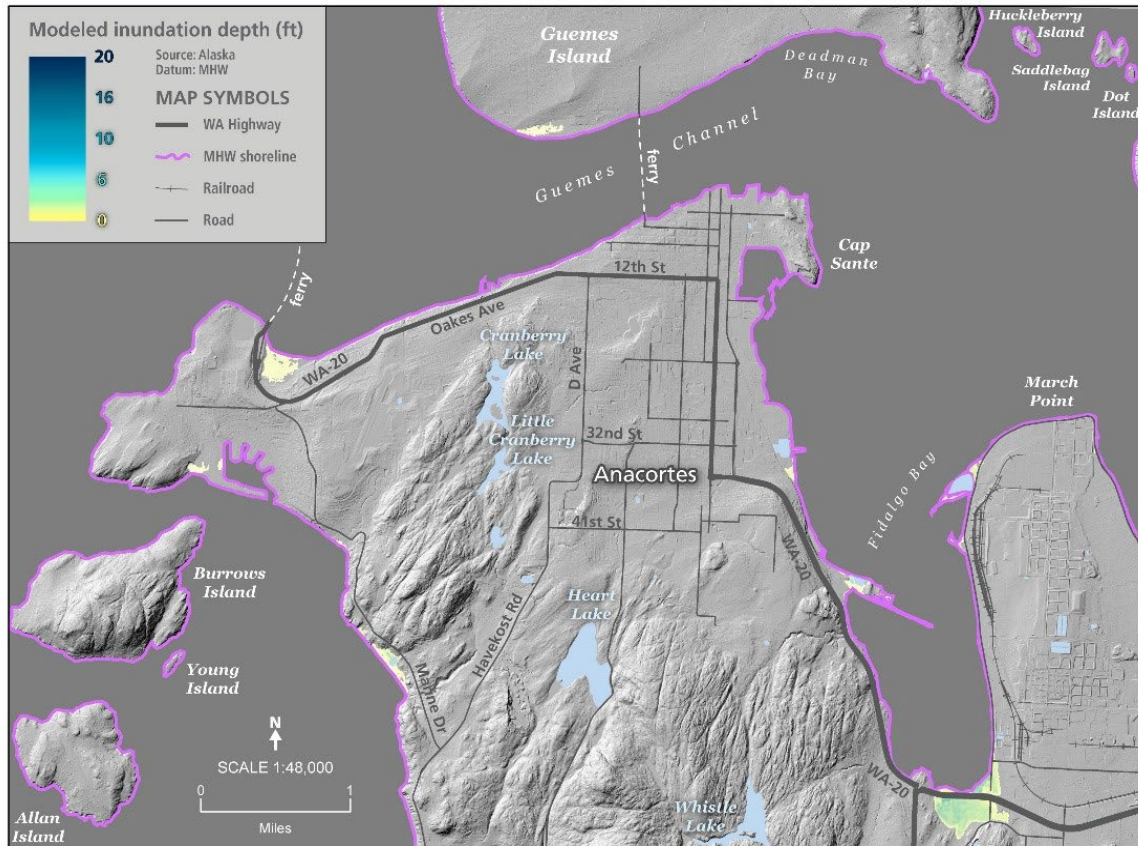 Modeled inundation depth (ft)
20
16
10
5
0
Source: Alaska
Datum: MHW
MAP SYMBOLS
WA Highway
MHW shoreline
Railroad
Road
Guemes
Island
Deadman
Bay
Huckleberry
Island
Saddlebag
Island
Dot
Island
Guemes Channel
ferry
ferry
Cap
Sante
12th St
Oakes Ave
WA-20
Cranberry
Lake
D Ave
Little
Cranberry
Lake
32nd St
Anacortes
March
Point
Fidalgo Bay
41st St
WA-20
Burrows
Island
Heart
Lake
Havekost Rd
Young
Island
Marine Dr
N
SCALE 1:48,000
0 1
Miles
Allan
Island
Whistle
Lake
WA-20